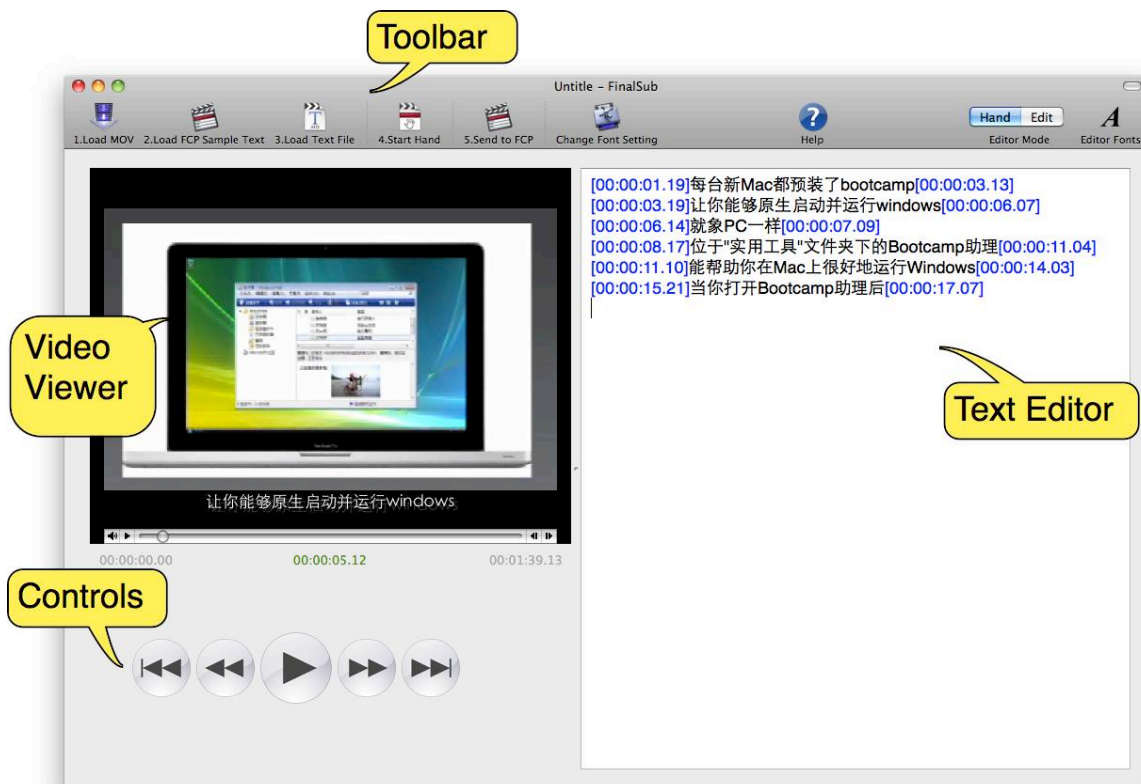 Toolbar
Untitle – FinalSub
1.Load MOV 2.Load FCP Sample Text 3.Load Text File 4.Start Hand 5.Send to FCP Change Font Setting Help Hand Edit Editor Mode Editor Fonts
[00:00:01.19]每台新Mac都预装了bootcamp[00:00:03.13]
[00:00:03.19]让你能够原生启动并运行windows[00:00:06.07]
[00:00:06.14]就象PC一样[00:00:07.09]
[00:00:08.17]位于"实用工具"文件夹下的Bootcamp助理[00:00:11.04]
[00:00:11.10]能帮助你在Mac上很好地运行Windows[00:00:14.03]
[00:00:15.21]当你打开Bootcamp助理后[00:00:17.07]
Video
Viewer
Text Editor
MacBook Pro
让你能够原生启动并运行windows
00:00:00.00 00:00:05.12 00:01:39.13
Controls